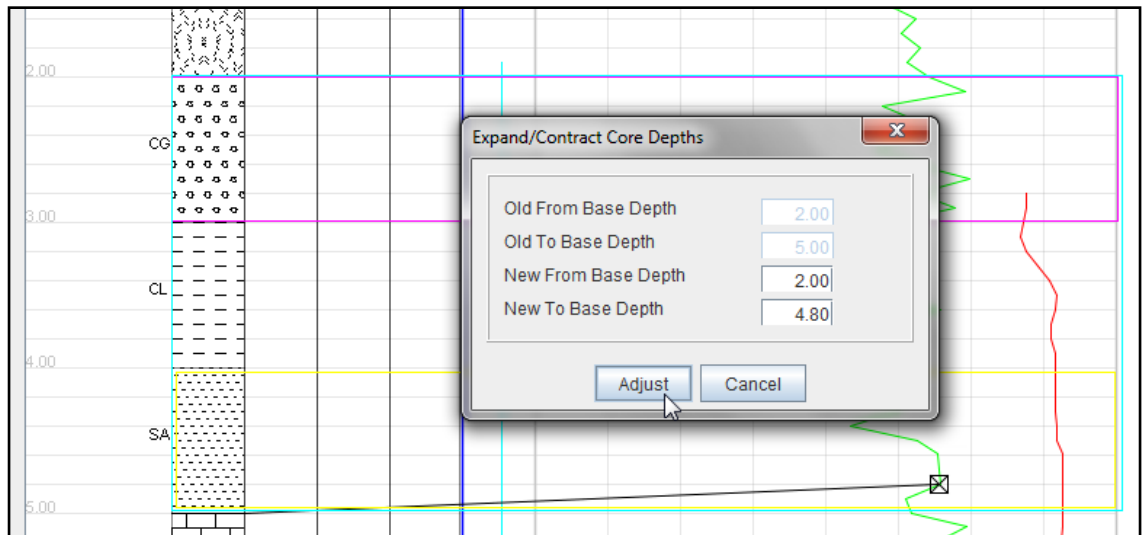 2.00
CG
3.00
CL
4.00
SA
5.00
Expand/Contract Core Depths
Old From Base Depth 2.00
Old To Base Depth 5.00
New From Base Depth 2.00
New To Base Depth 4.80
Adjust Cancel